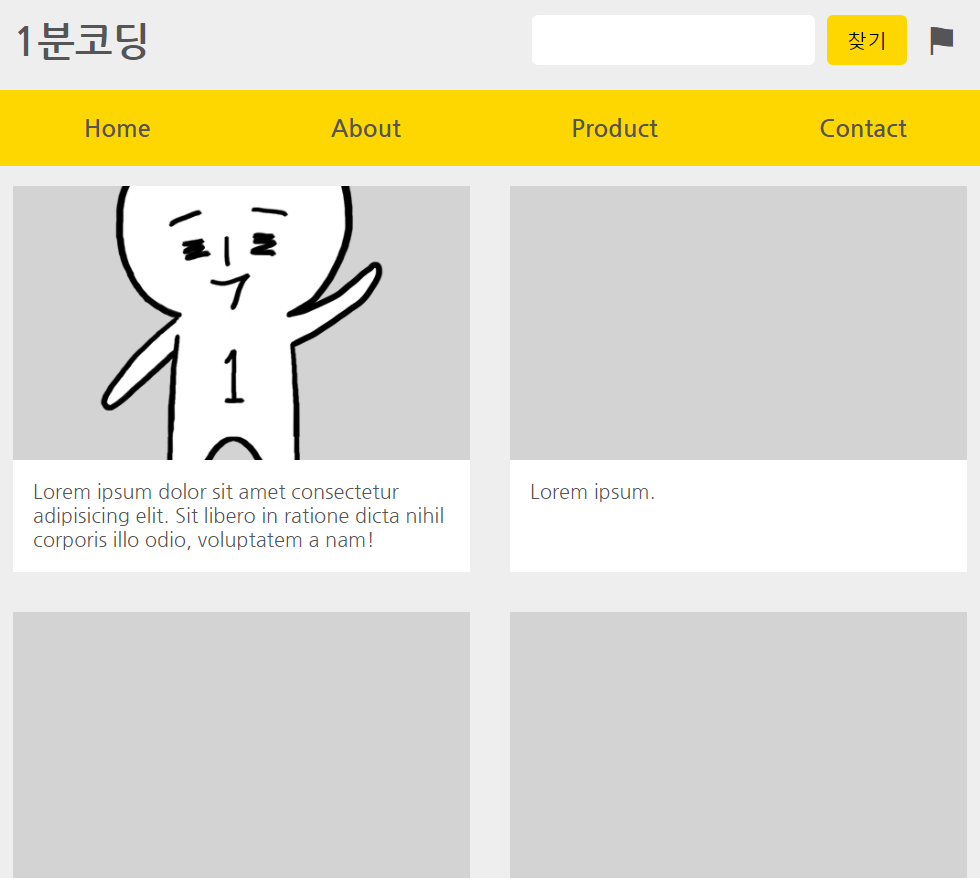 1분코딩
찾기
Home About Product Contact
1
Lorem ipsum dolor sit amet consectetur
adipisicing elit. Sit libero in ratione dicta nihil
corporis illo odio, voluptatem a nam!
Lorem ipsum.